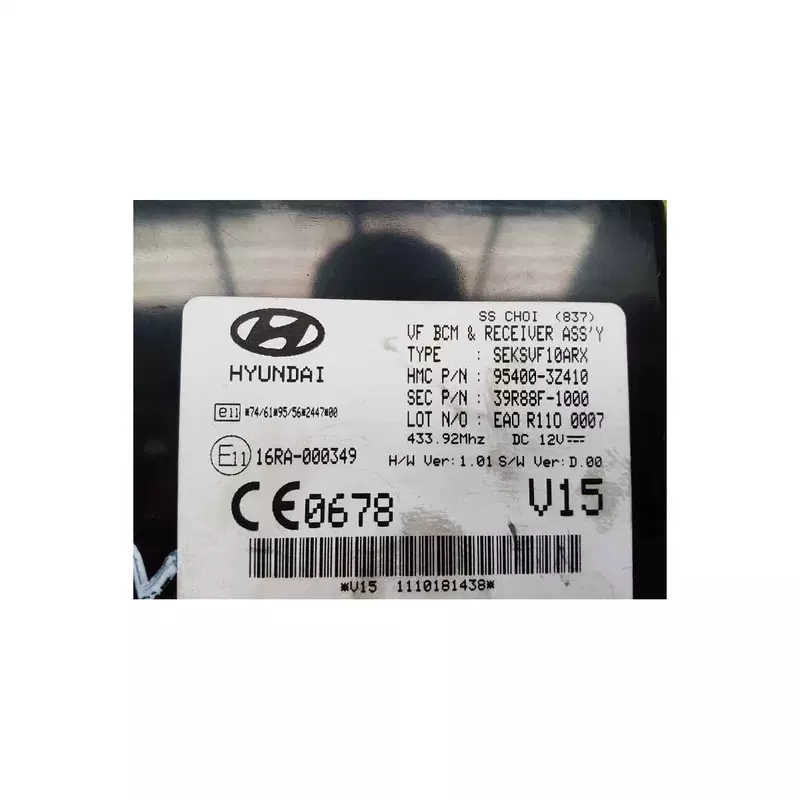 SS CHOI (837)
VF BCM & RECEIVER ASS'Y
TYPE : SEKSVF10ARX
HMC P/N : 95400-3Z410
SEC P/N : 39R88F-1000
LOT N/O : EAO R110 0007
433.92Mhz DC 12V
H/W Ver:1.01 S/W Ver:D.00
HYUNDAI
e11 *74/61*95/56*2447*00
E11 16RA-000349
CE0678
V15
*V15 1110181438*